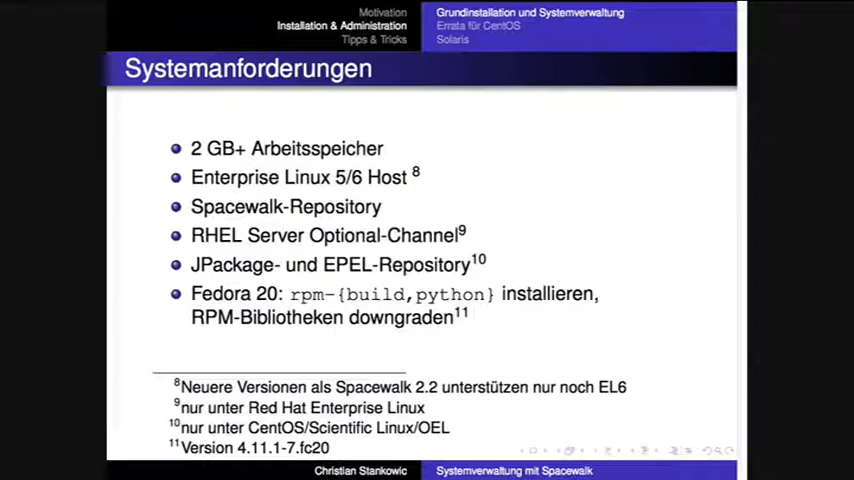 Motivation
Installation & Administration
Tipps & Tricks
Grundinstallation und Systemverwaltung
Errata für CentOS
Solaris
Systemanforderungen
2 GB+ Arbeitsspeicher
Enterprise Linux 5/6 Host 8
Spacewalk-Repository
RHEL Server Optional-Channel9
JPackage- und EPEL-Repository10
Fedora 20: rpm-{build,python} installieren,
RPM-Bibliotheken downgraden11
8Neuere Versionen als Spacewalk 2.2 unterstützen nur noch EL6
9nur unter Red Hat Enterprise Linux
10nur unter CentOS/Scientific Linux/OEL
11Version 4.11.1-7.fc20
Christian Stankowic
Systemverwaltung mit Spacewalk